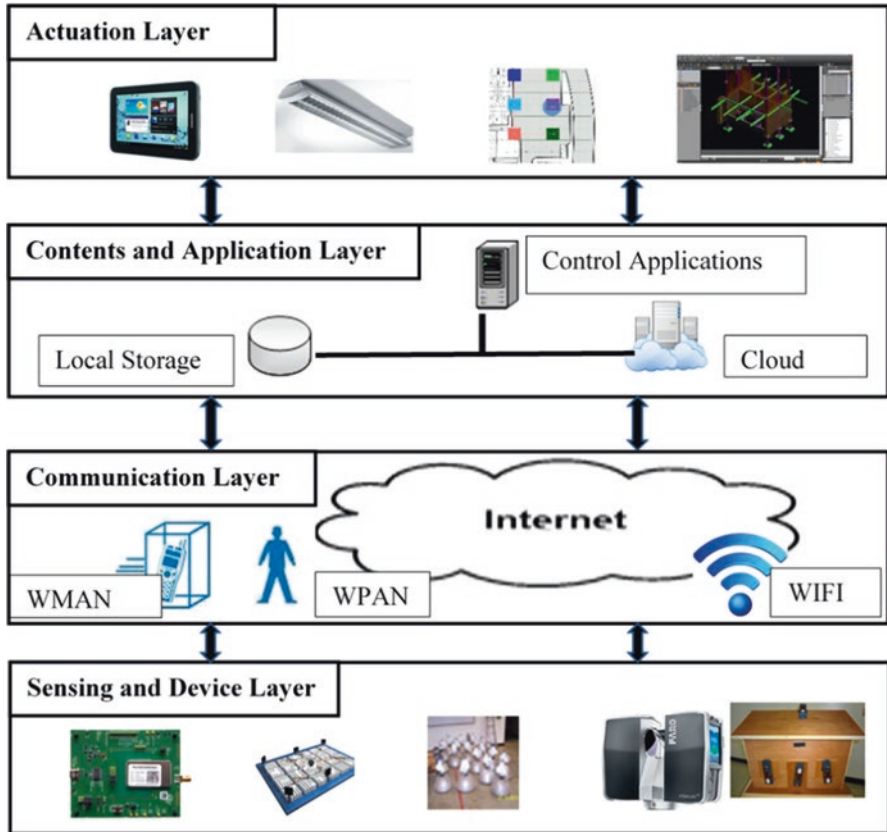 Actuation Layer
Contents and Application Layer
Control Applications
Local Storage
Cloud
Communication Layer
Internet
WMAN
WPAN
WIFI
Sensing and Device Layer
FARO